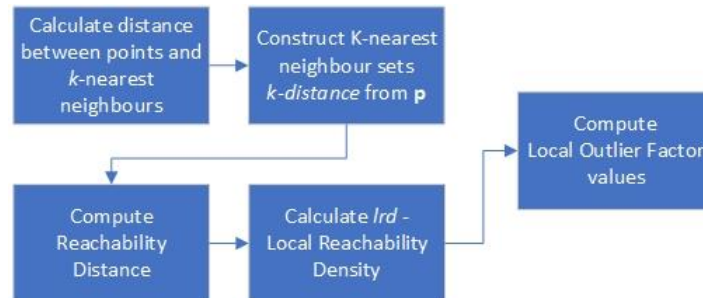 Calculate distance
between points and
k-nearest
neighbours
Construct K-nearest
neighbour sets
k-distance from p
Compute
Reachability
Distance
Calculate lrd -
Local Reachability
Density
Compute
Local Outlier Factor
values